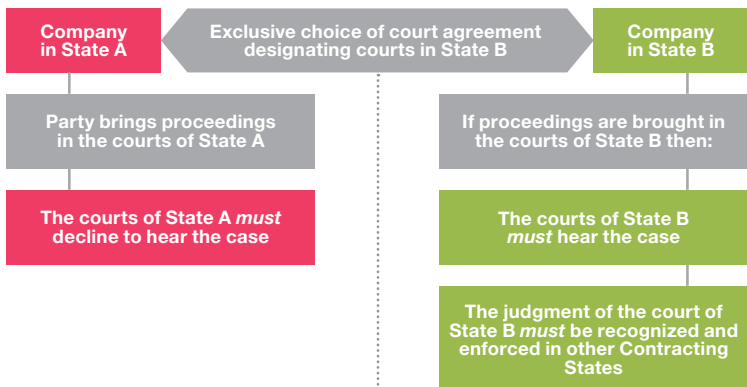 Company
in State A
Exclusive choice of court agreement
designating courts in State B
Company
in State B
Party brings proceedings
in the courts of State A
The courts of State A must
decline to hear the case
If proceedings are brought in
the courts of State B then:
The courts of State B
must hear the case
The judgment of the court of
State B must be recognized and
enforced in other Contracting
States